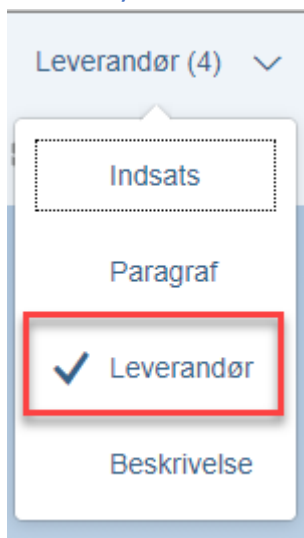 Leverandør (4)
Indsats
Paragraf
Leverandør
Beskrivelse